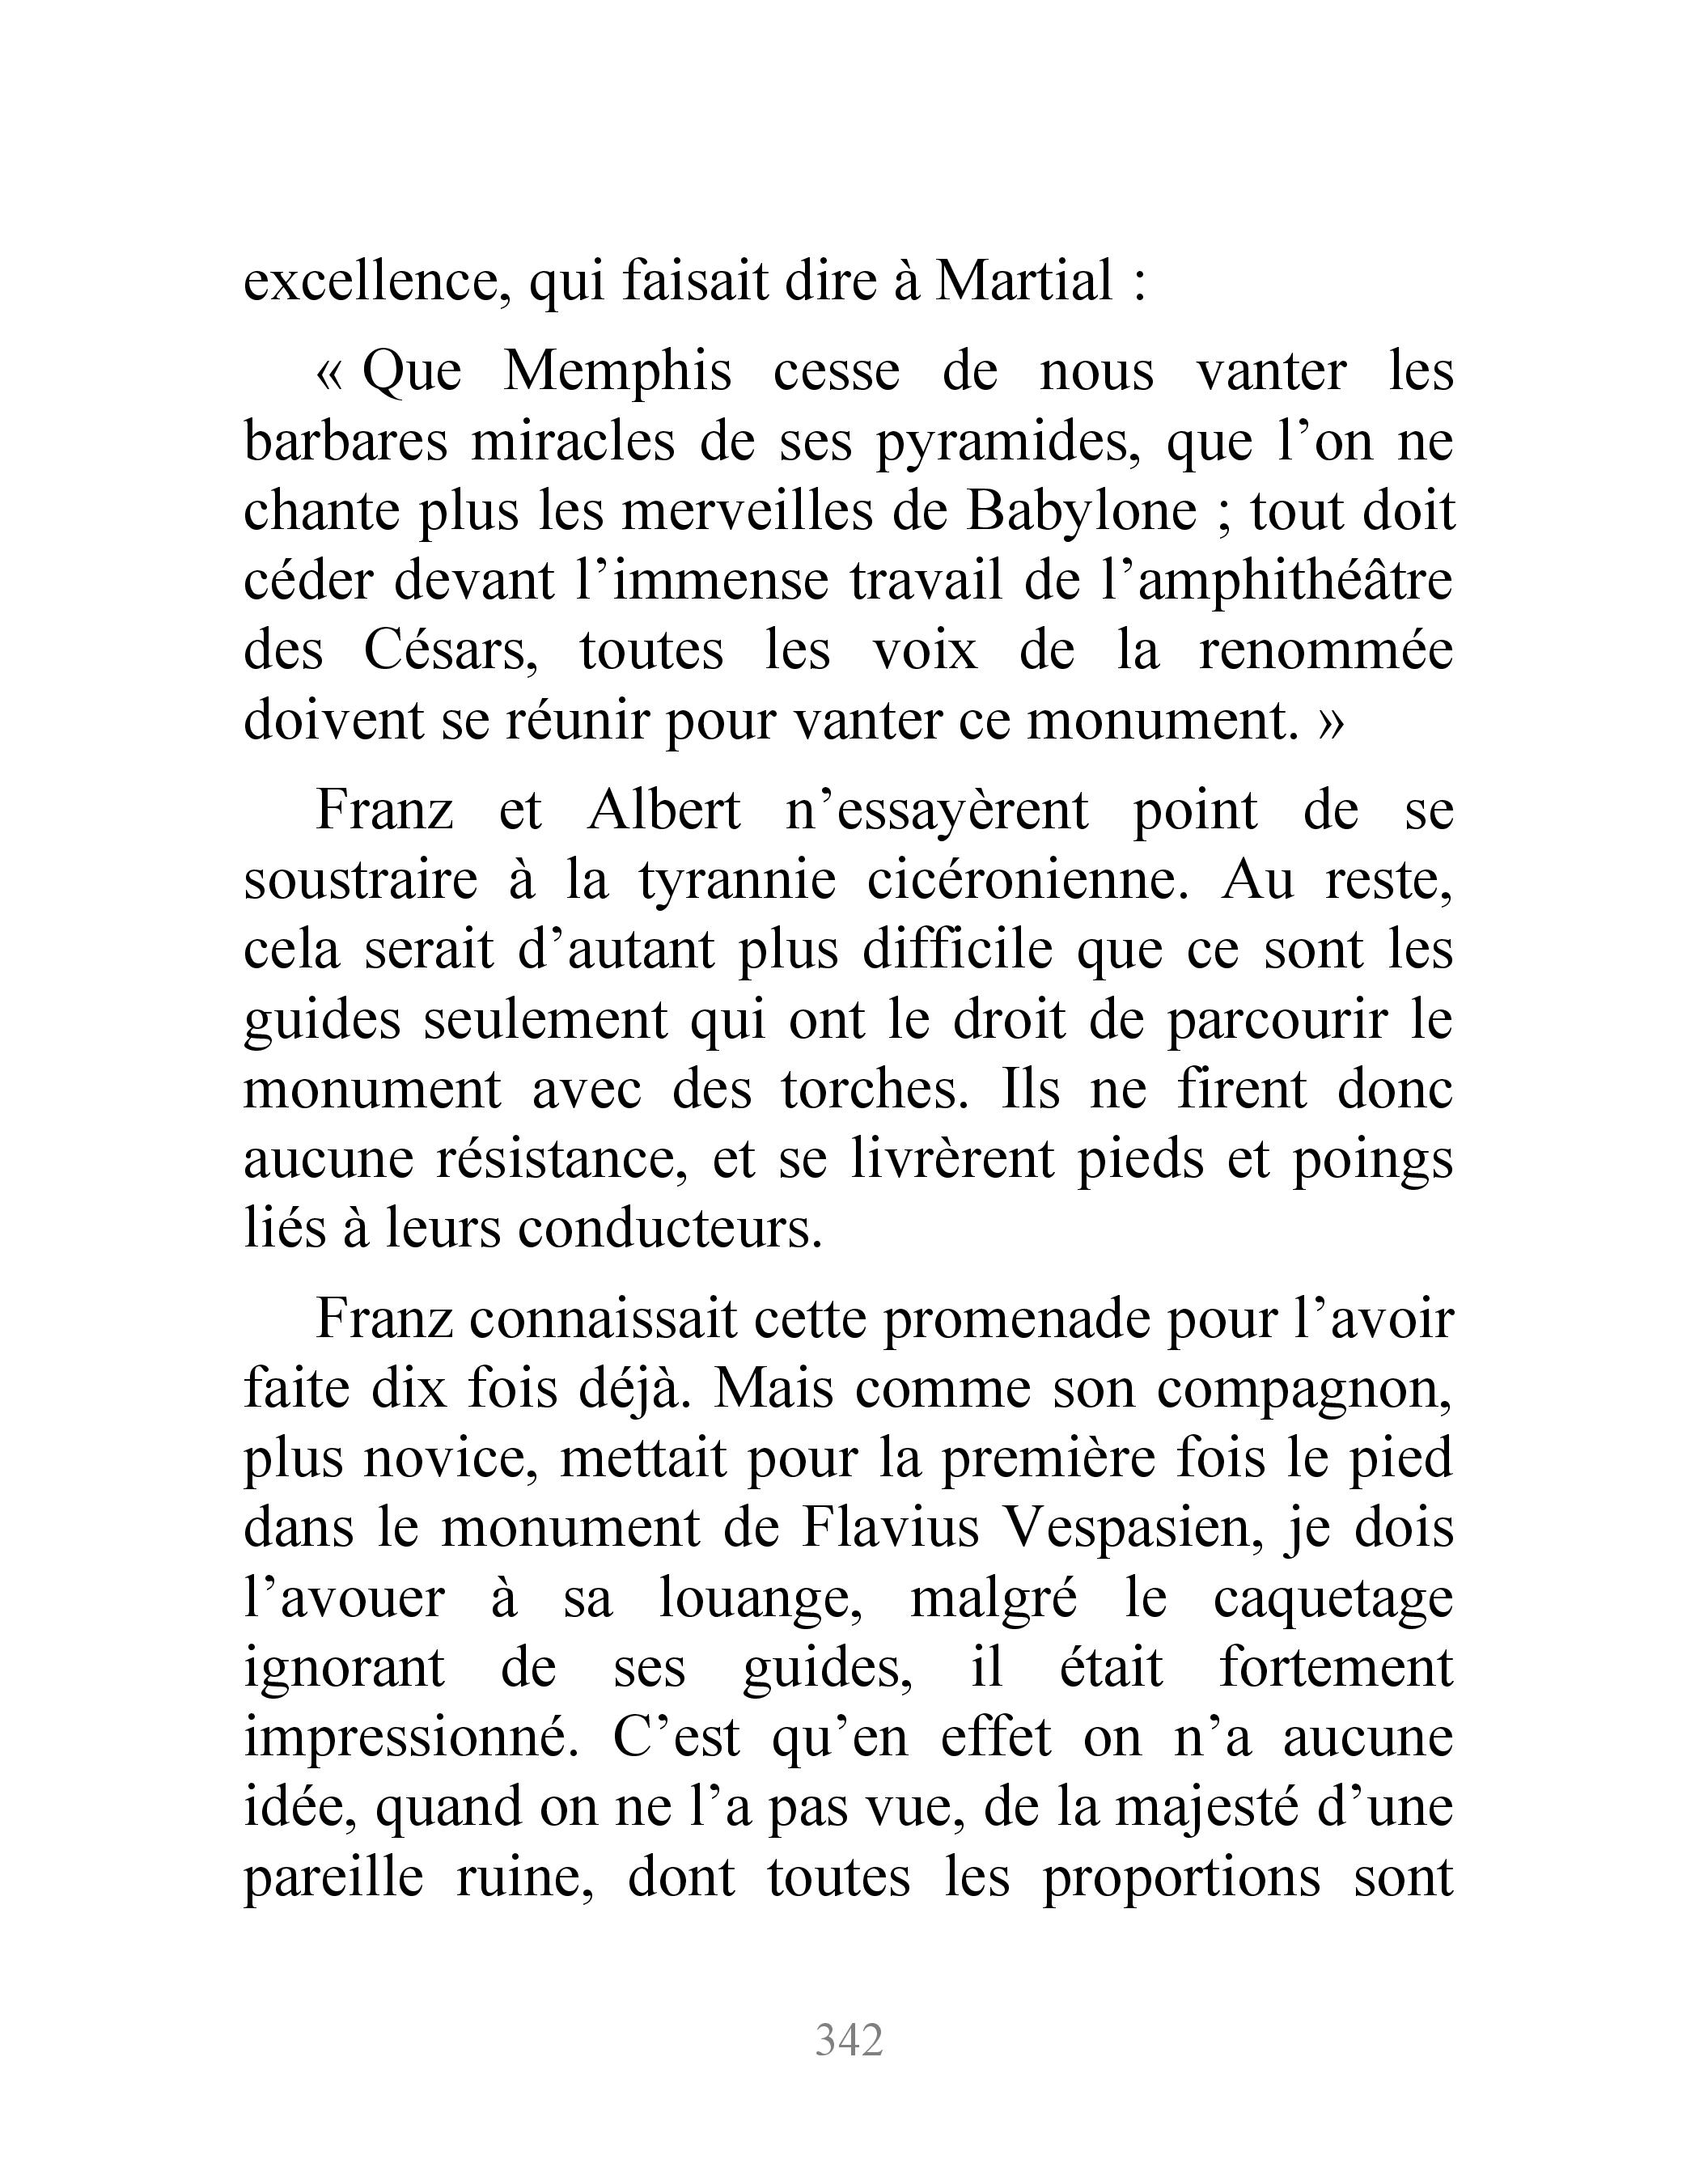 excellence, qui faisait dire à Martial :
« Que Memphis cesse de nous vanter les
barbares miracles de ses pyramides, que l’on ne
chante plus les merveilles de Babylone ; tout doit
céder devant l’immense travail de l’amphithéâtre
des Césars, toutes les voix de la renommée
doivent se réunir pour vanter ce monument. »
Franz et Albert n’essayèrent point de se
soustraire à la tyrannie cicéronienne. Au reste,
cela serait d’autant plus difficile que ce sont les
guides seulement qui ont le droit de parcourir le
monument avec des torches. Ils ne firent donc
aucune résistance, et se livrèrent pieds et poings
liés à leurs conducteurs.
Franz connaissait cette promenade pour l’avoir
faite dix fois déjà. Mais comme son compagnon,
plus novice, mettait pour la première fois le pied
dans le monument de Flavius Vespasien, je dois
l’avouer à sa louange, malgré le caquetage
ignorant de ses guides, il était fortement
impressionné. C’est qu’en effet on n’a aucune
idée, quand on ne l’a pas vue, de la majesté d’une
pareille ruine, dont toutes les proportions sont
342